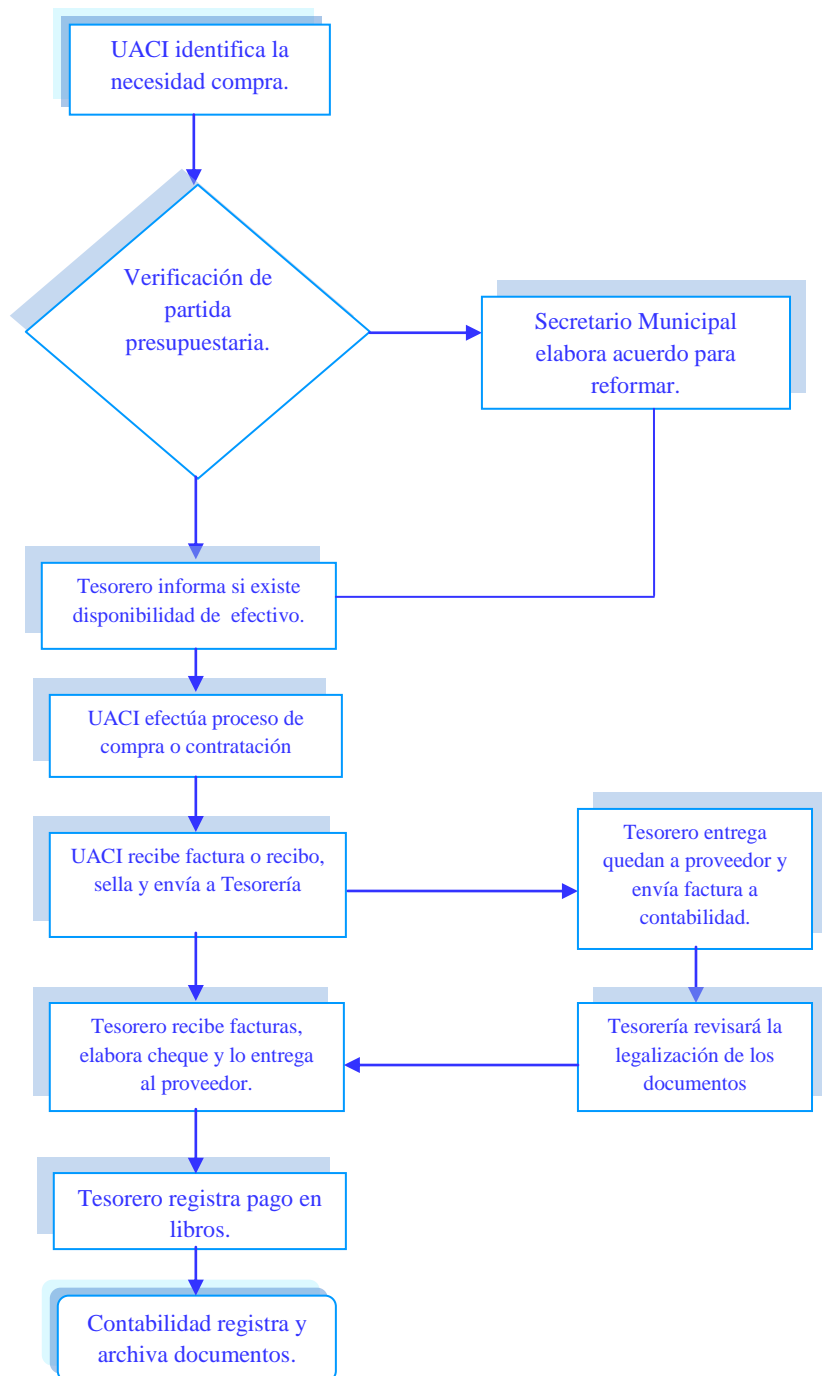 UACI identifica la
necesidad compra.
Verificación de
partida
presupuestaria.
Secretario Municipal
elabora acuerdo para
reformar.
Tesorero informa si existe
disponibilidad de efectivo.
UACI efectúa proceso de
compra o contratación
UACI recibe factura o recibo,
sella y envía a Tesorería
Tesorero entrega
quedan a proveedor y
envía factura a
contabilidad.
Tesorero recibe facturas,
elabora cheque y lo entrega
al proveedor.
Tesorería revisará la
legalización de los
documentos
Tesorero registra pago en
libros.
Contabilidad registra y
archiva documentos.